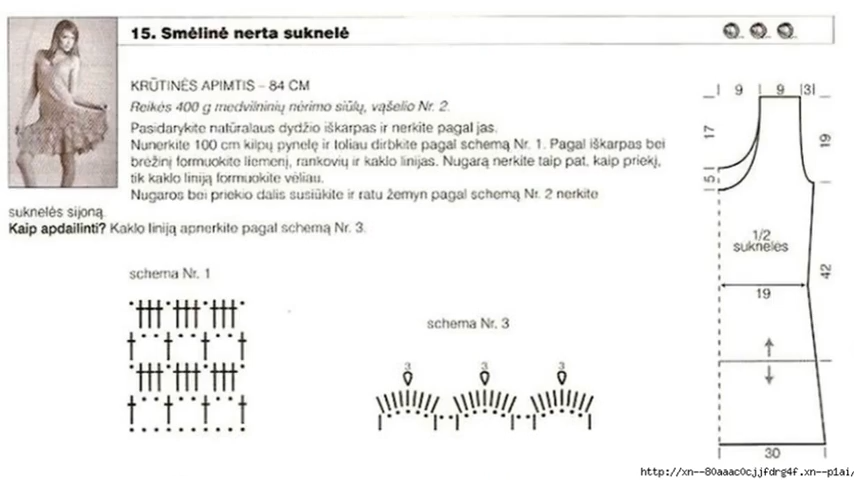 15. Smėlinė nerta suknelė
KRŪTINĖS APIMTIS – 84 CM
Reikės 400 g medvilninių nėrimo siūlų, vąšelio Nr. 2.
Pasidarykite natūralaus dydžio iškarpas ir nerkite pagal jas.
Nunerkite 100 cm kilpų pynelę ir toliau dirbkite pagal schemą Nr. 1. Pagal iškarpas bei
brėžinį formuokite liemenį, rankovių ir kaklo linijas. Nugarą nerkite taip pat, kaip priekį,
tik kaklo liniją formuokite vėliau.
Nugaros bei priekio dalis susiūkite ir ratu žemyn pagal schemą Nr. 2 nerkite
suknelės sijoną.
Kaip apdailinti? Kaklo liniją apnerkite pagal schemą Nr. 3.
schema Nr. 1
schema Nr. 3
3 3 3
9 9 3
17 19
5
1/2
suknelės
42
19
30
http://xn--80aaac0cjjfdrg4f.xn--p1ai/